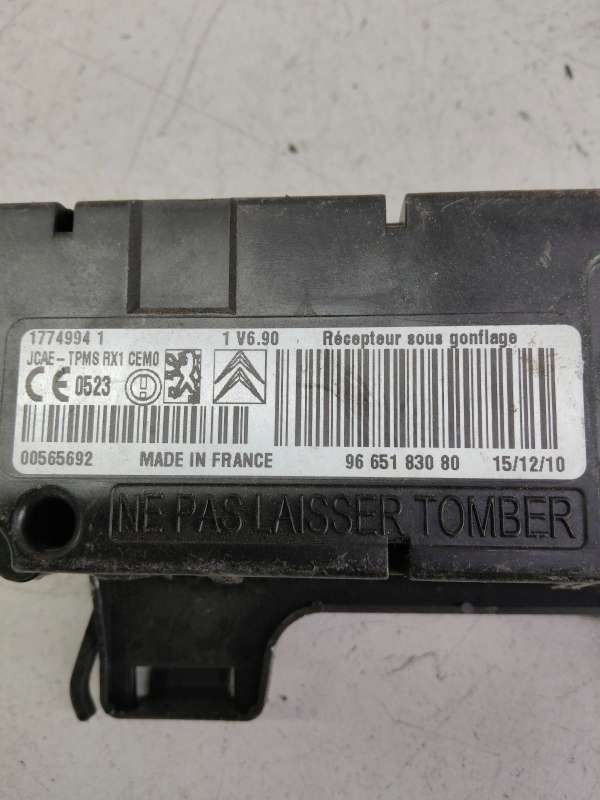 1774994 1 1 V6.90 Récepteur sous gonflage
JCAE-TPMS RX1 CEM0
CE 0523
00565692 MADE IN FRANCE 96 651 830 80 15/12/10
NE PAS LAISSER TOMBER